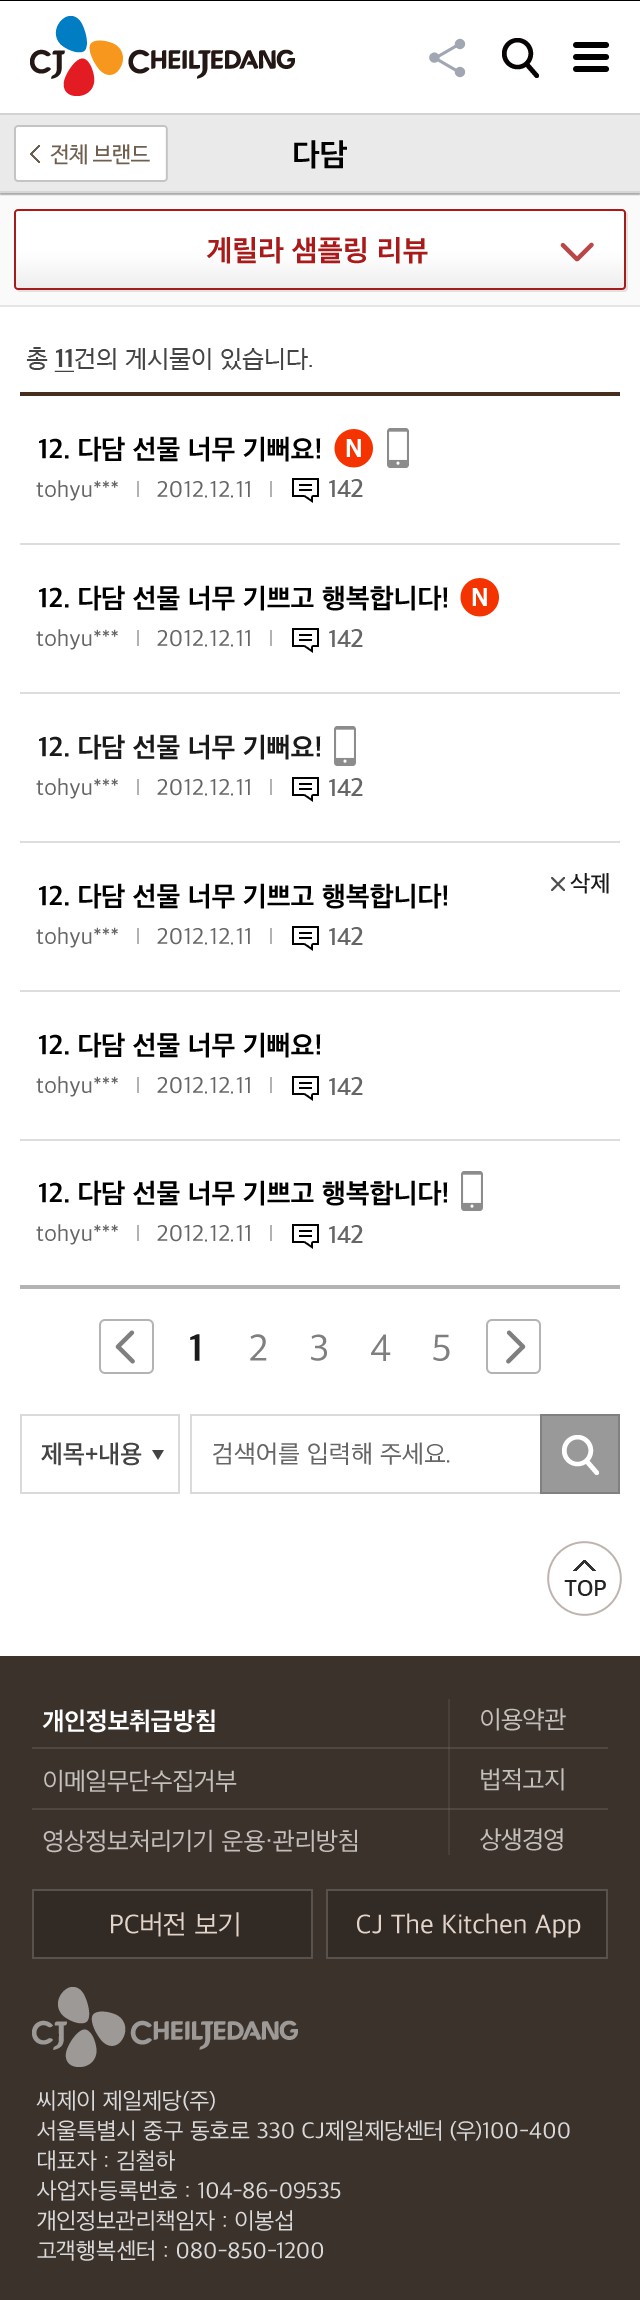 CJ CHEILJEDANG
전체 브랜드
다담
게릴라 샘플링 리뷰
총 11건의 게시물이 있습니다.
12. 다담 선물 너무 기뻐요! N
tohyu*** | 2012.12.11 | 142
12. 다담 선물 너무 기쁘고 행복합니다! N
tohyu*** | 2012.12.11 | 142
12. 다담 선물 너무 기뻐요!
tohyu*** | 2012.12.11 | 142
12. 다담 선물 너무 기쁘고 행복합니다! ×삭제
tohyu*** | 2012.12.11 | 142
12. 다담 선물 너무 기뻐요!
tohyu*** | 2012.12.11 | 142
12. 다담 선물 너무 기쁘고 행복합니다!
tohyu*** | 2012.12.11 | 142
1 2 3 4 5
제목+내용 검색어를 입력해 주세요.
TOP
개인정보취급방침 이용약관
이메일무단수집거부 법적고지
영상정보처리기기 운용·관리방침 상생경영
PC버전 보기 CJ The Kitchen App
CJ CHEILJEDANG
씨제이 제일제당(주)
서울특별시 중구 동호로 330 CJ제일제당센터 (우)100-400
대표자 : 김철하
사업자등록번호 : 104-86-09535
개인정보관리책임자 : 이봉섭
고객행복센터 : 080-850-1200